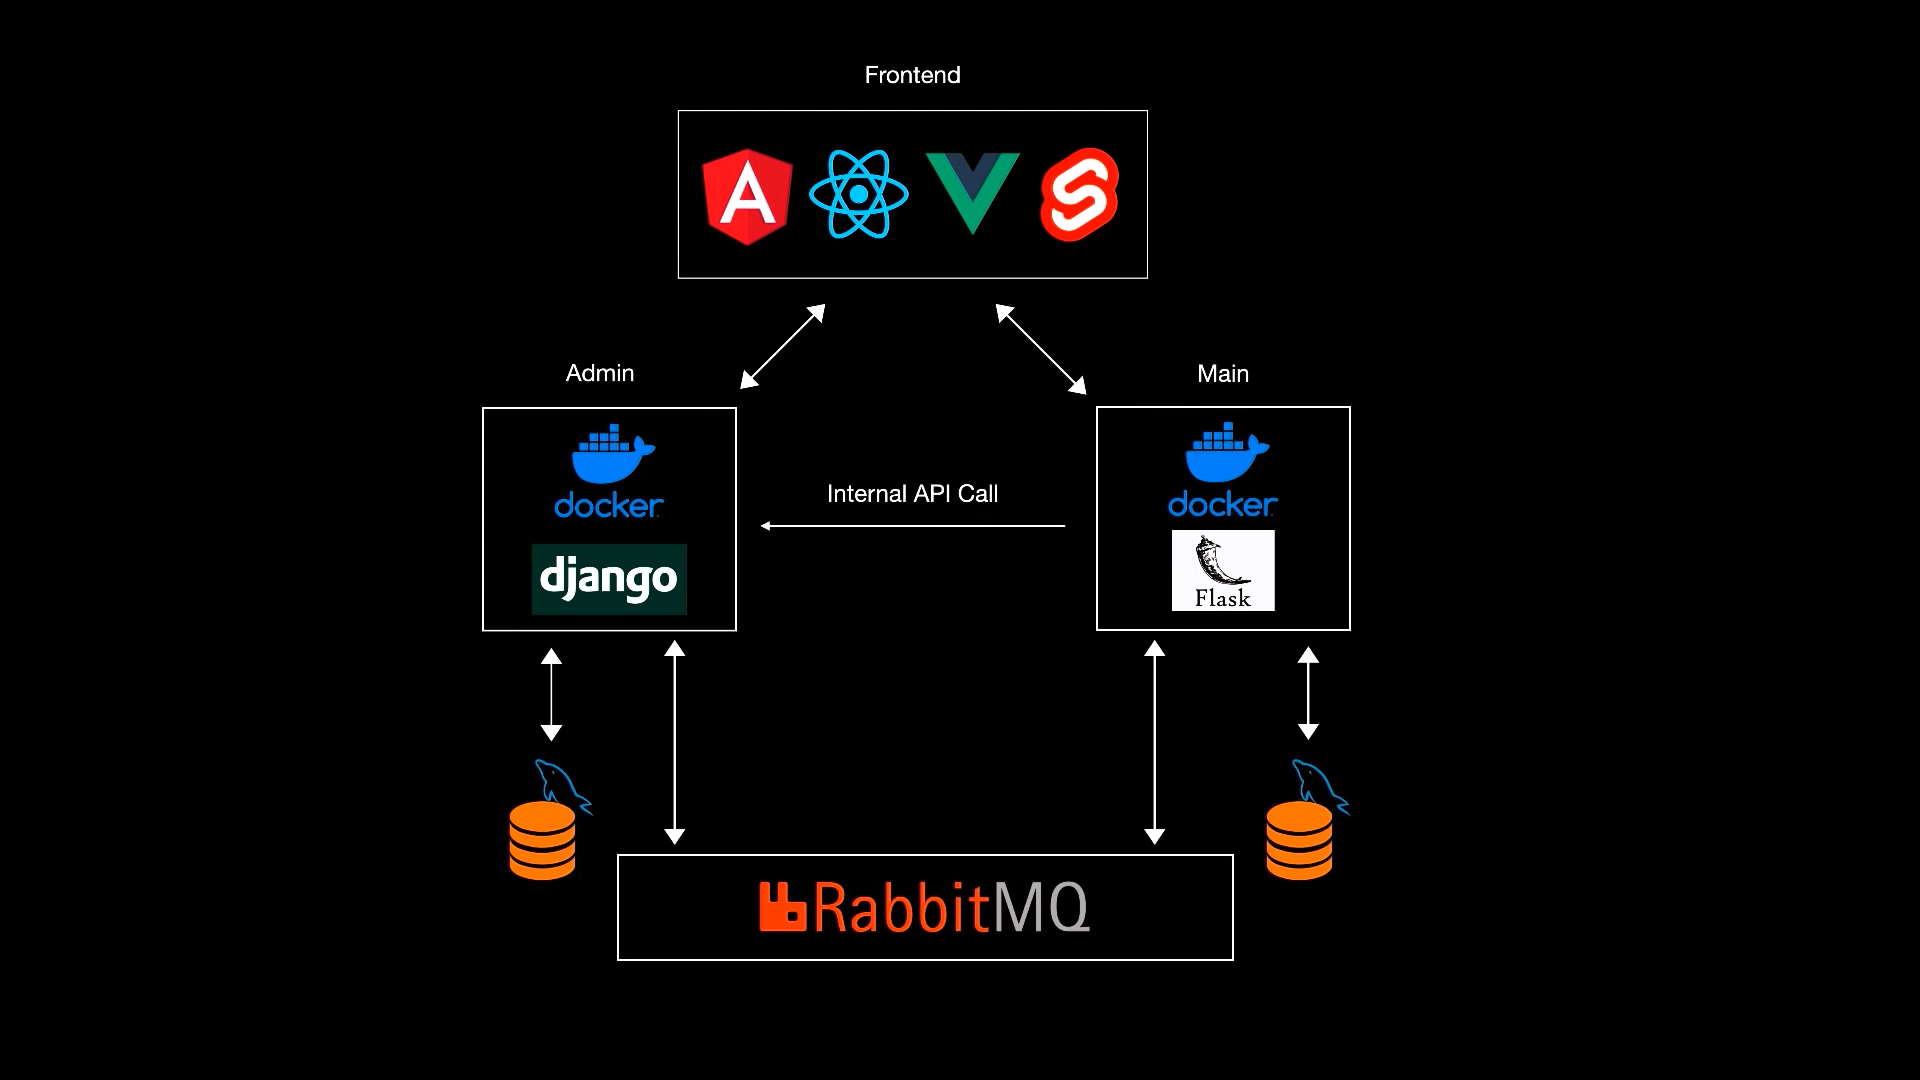 Frontend
Admin
Main
docker
docker
Internal API Call
django
Flask
RabbitMQ